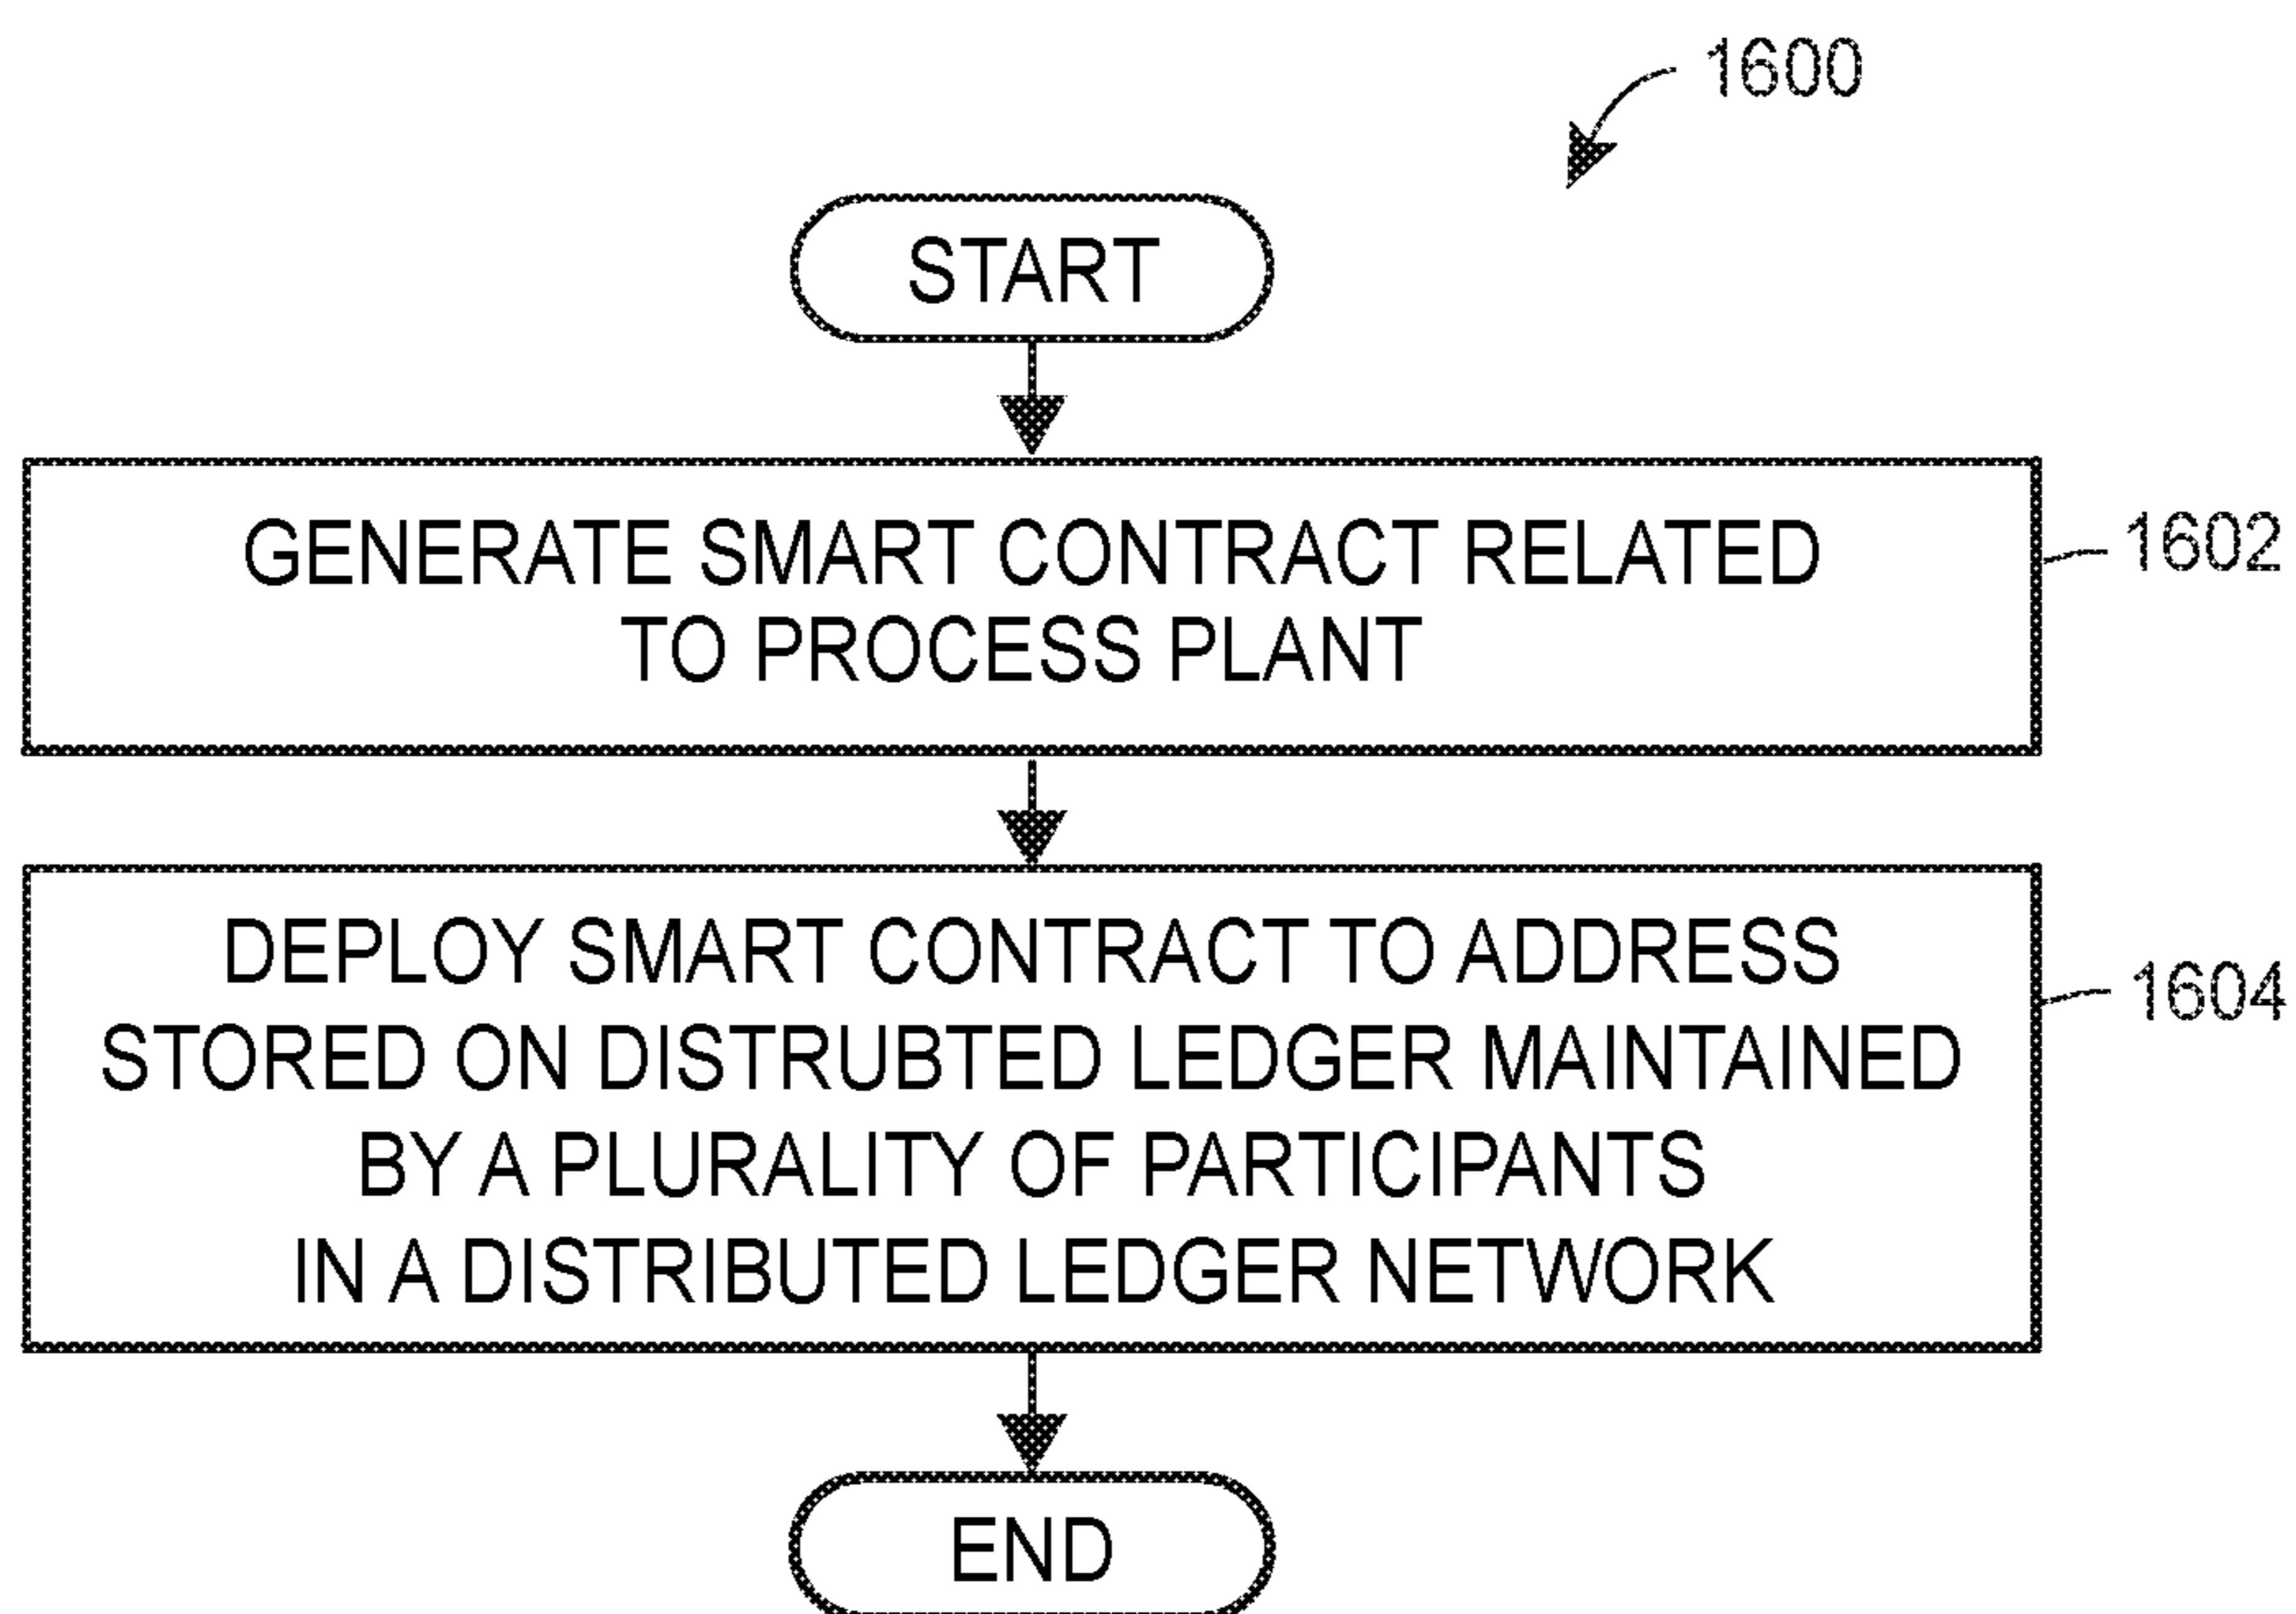 1600
START
GENERATE SMART CONTRACT RELATED
TO PROCESS PLANT
1602
DEPLOY SMART CONTRACT TO ADDRESS
STORED ON DISTRUBTED LEDGER MAINTAINED
BY A PLURALITY OF PARTICIPANTS
IN A DISTRIBUTED LEDGER NETWORK
1604
END